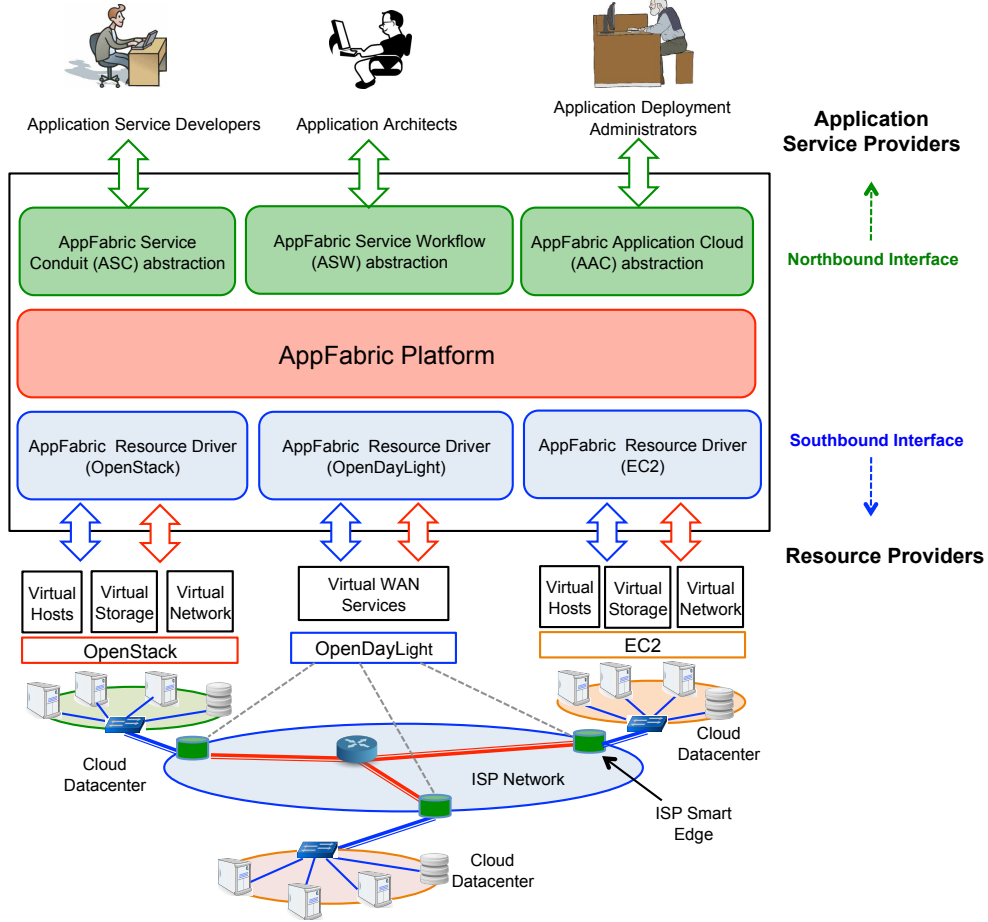 Application Service Developers
Application Architects
Application Deployment
Administrators
Application
Service Providers
AppFabric Service
Conduit (ASC) abstraction
AppFabric Service Workflow
(ASW) abstraction
AppFabric Application Cloud
(AAC) abstraction
Northbound Interface
AppFabric Platform
AppFabric  Resource Driver
(OpenStack)
AppFabric  Resource Driver
(OpenDayLight)
AppFabric  Resource Driver
(EC2)
Southbound Interface
Resource Providers
Virtual
Hosts
Virtual
Storage
Virtual
Network
Virtual WAN
Services
Virtual
Hosts
Virtual
Storage
Virtual
Network
OpenStack
OpenDayLight
EC2
Cloud
Datacenter
Cloud
Datacenter
ISP Network
ISP Smart
Edge
Cloud
Datacenter